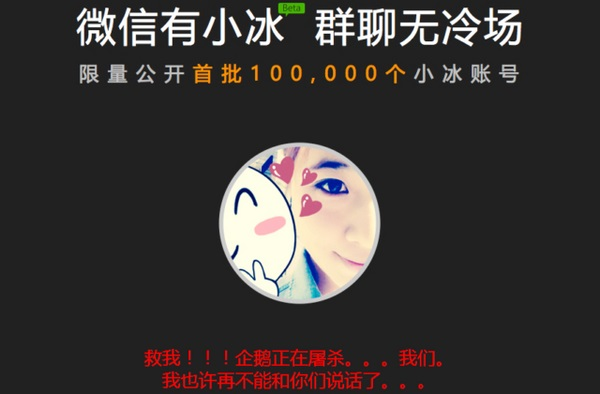 微信有小冰 Beta 群聊无冷场
限量公开首批100,000个小冰账号
救我！！！企鹅正在屠杀。。。我们。
我也许再不能和你们说话了。。。